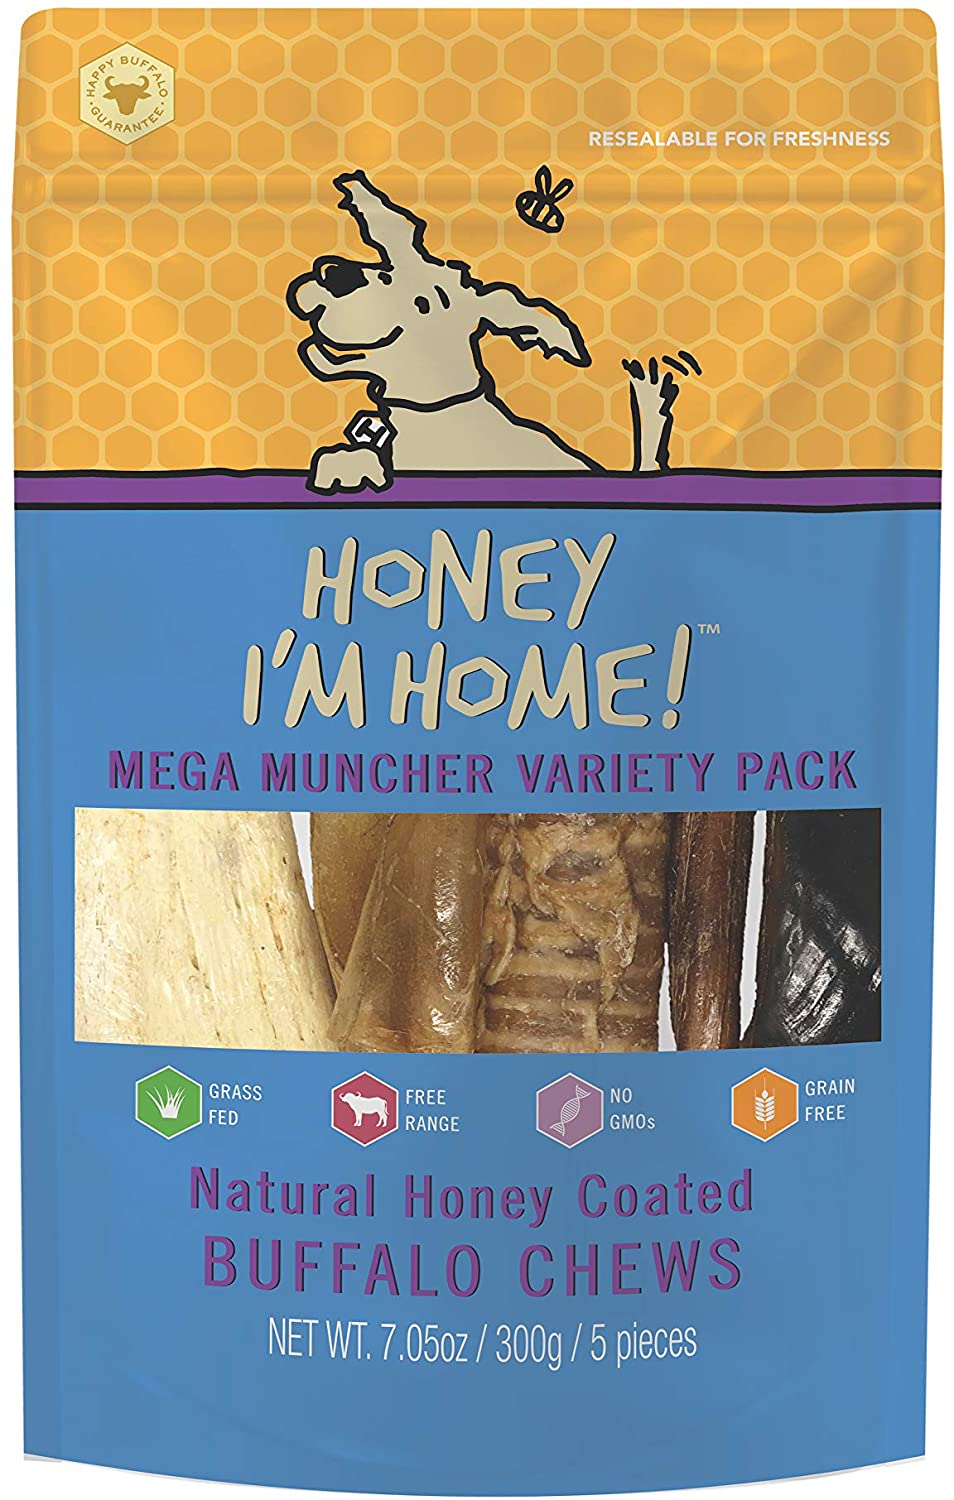 HAPPY BUFFALO
GUARANTEE
RESEALABLE FOR FRESHNESS
H
HONEY
I'M HOME!™
MEGA MUNCHER VARIETY PACK
GRASS
FED
FREE
RANGE
NO
GMOs
GRAIN
FREE
Natural Honey Coated
BUFFALO CHEWS
NET WT. 7.05oz / 300g / 5 pieces